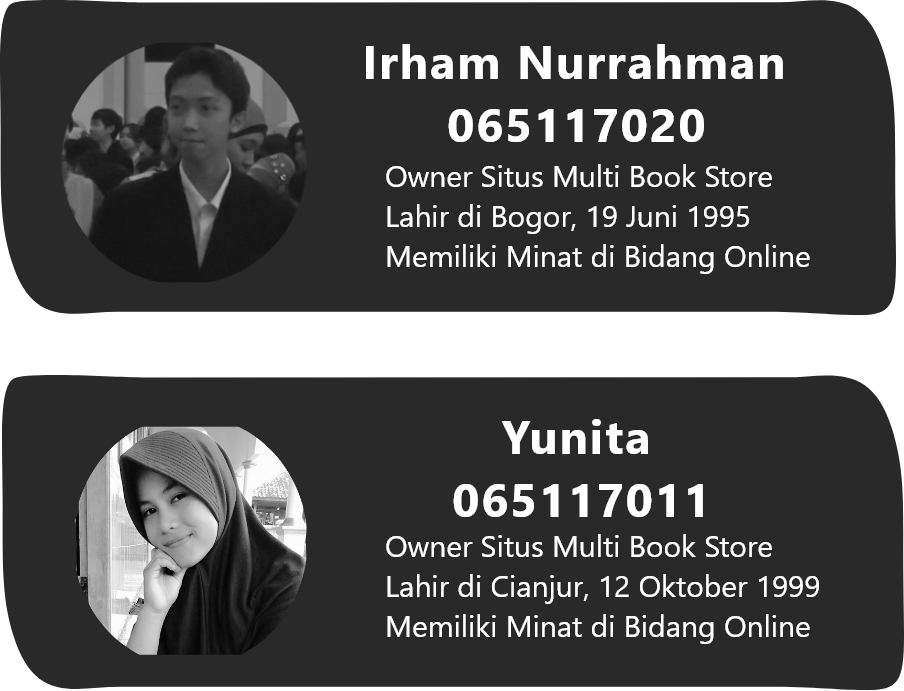 Irham Nurrahman
065117020
Owner Situs Multi Book Store
Lahir di Bogor, 19 Juni 1995
Memiliki Minat di Bidang Online
Yunita
065117011
Owner Situs Multi Book Store
Lahir di Cianjur, 12 Oktober 1999
Memiliki Minat di Bidang Online